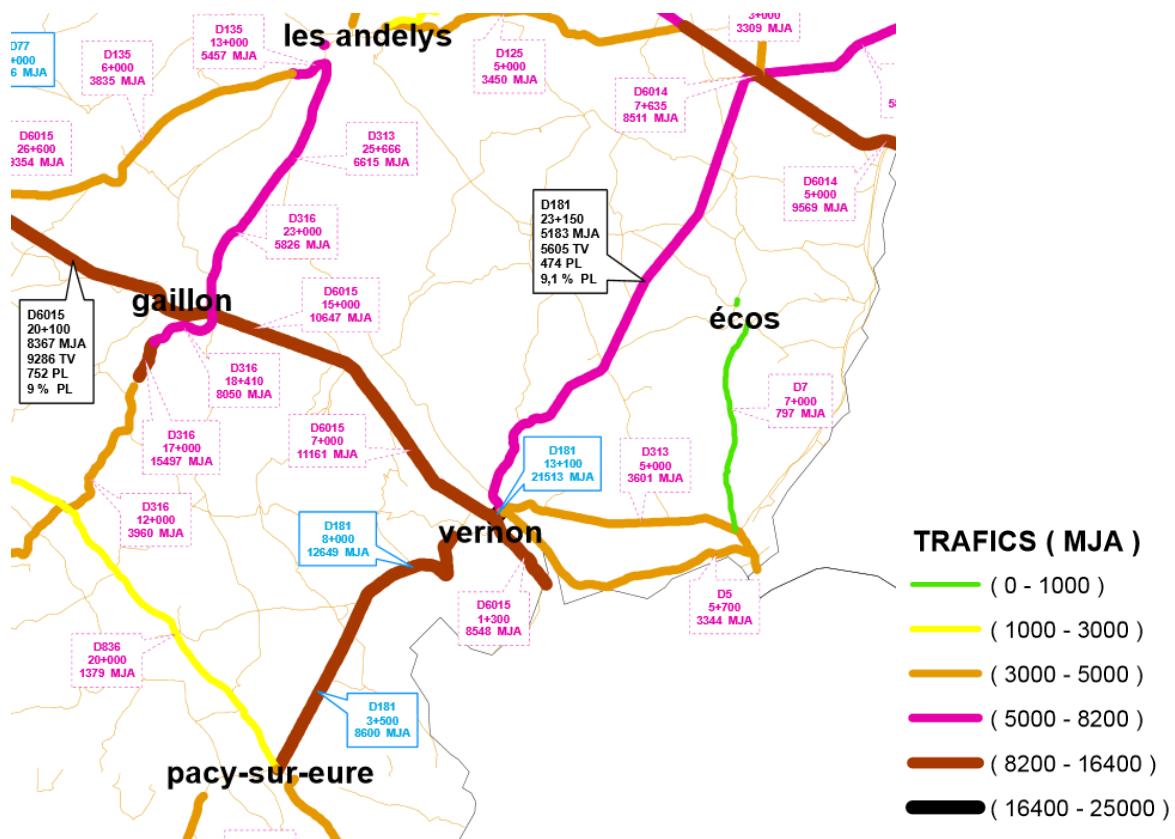 les andelys
D77
D135
13+000
5457 MJA
D135
6+000
3835 MJA
D125
5+000
3450 MJA
3+000
3309 MJA
D6014
7+635
8511 MJA
D6015
26+600
D313
25+666
6615 MJA
D6014
5+000
9569 MJA
D316
23+000
5826 MJA
D181
23+150
5183 MJA
5605 TV
474 PL
9,1 % PL
gaillon
D6015
15+000
10647 MJA
écos
D6015
20+100
8367 MJA
9286 TV
752 PL
9 % PL
D316
18+410
8050 MJA
D7
7+000
797 MJA
D316
17+000
15497 MJA
D6015
7+000
11161 MJA
D181
13+100
21513 MJA
D313
5+000
3601 MJA
D316
12+000
3960 MJA
D181
8+000
12649 MJA
vernon
D6015
1+300
8548 MJA
D5
5+700
3344 MJA
D836
20+000
1379 MJA
D181
3+500
8600 MJA
pacy-sur-eure
TRAFICS ( MJA )
( 0 - 1000 )
( 1000 - 3000 )
( 3000 - 5000 )
( 5000 - 8200 )
( 8200 - 16400 )
( 16400 - 25000 )